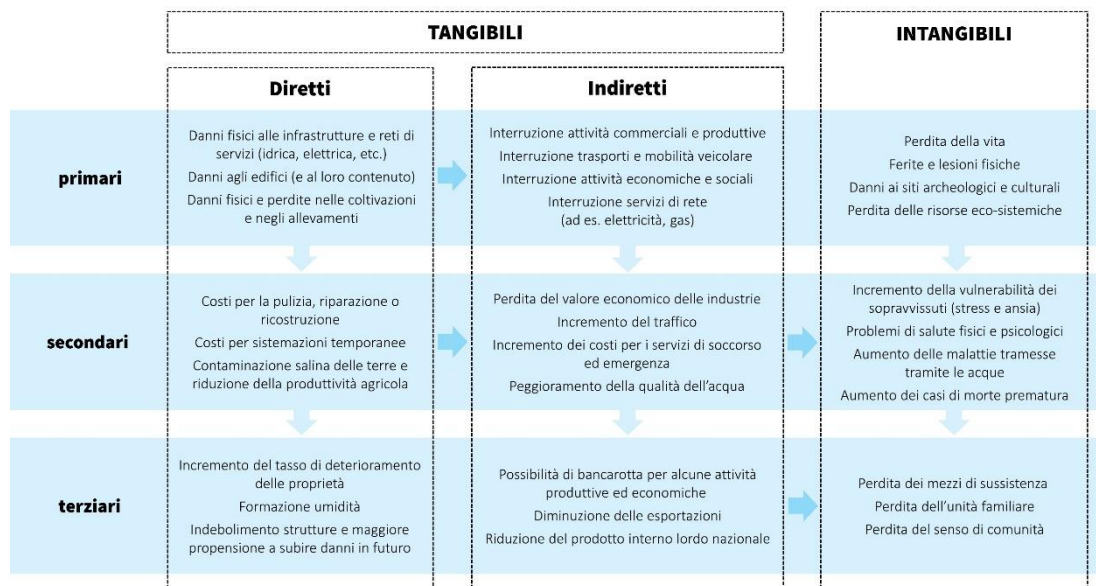 TANGIBILI
INTANGIBILI
Diretti
Indiretti
primari
Danni fisici alle infrastrutture e reti di
servizi (idrica, elettrica, etc.)
Danni agli edifici (e al loro contenuto)
Danni fisici e perdite nelle coltivazioni
e negli allevamenti
Interruzione attività commerciali e produttive
Interruzione trasporti e mobilità veicolare
Interruzione attività economiche e sociali
Interruzione servizi di rete
(ad es. elettricità, gas)
Perdita della vita
Ferite e lesioni fisiche
Danni ai siti archeologici e culturali
Perdita delle risorse eco-sistemiche
secondari
Costi per la pulizia, riparazione o
ricostruzione
Costi per sistemazioni temporanee
Contaminazione salina delle terre e
riduzione della produttività agricola
Perdita del valore economico delle industrie
Incremento del traffico
Incremento dei costi per i servizi di soccorso
ed emergenza
Peggioramento della qualità dell'acqua
Incremento della vulnerabilità dei
sopravvissuti (stress e ansia)
Problemi di salute fisici e psicologici
Aumento delle malattie tramesse
tramite le acque
Aumento dei casi di morte prematura
terziari
Incremento del tasso di deterioramento
delle proprietà
Formazione umidità
Indebolimento strutture e maggiore
propensione a subire danni in futuro
Possibilità di bancarotta per alcune attività
produttive ed economiche
Diminuzione delle esportazioni
Riduzione del prodotto interno lordo nazionale
Perdita dei mezzi di sussistenza
Perdita dell'unità familiare
Perdita del senso di comunità